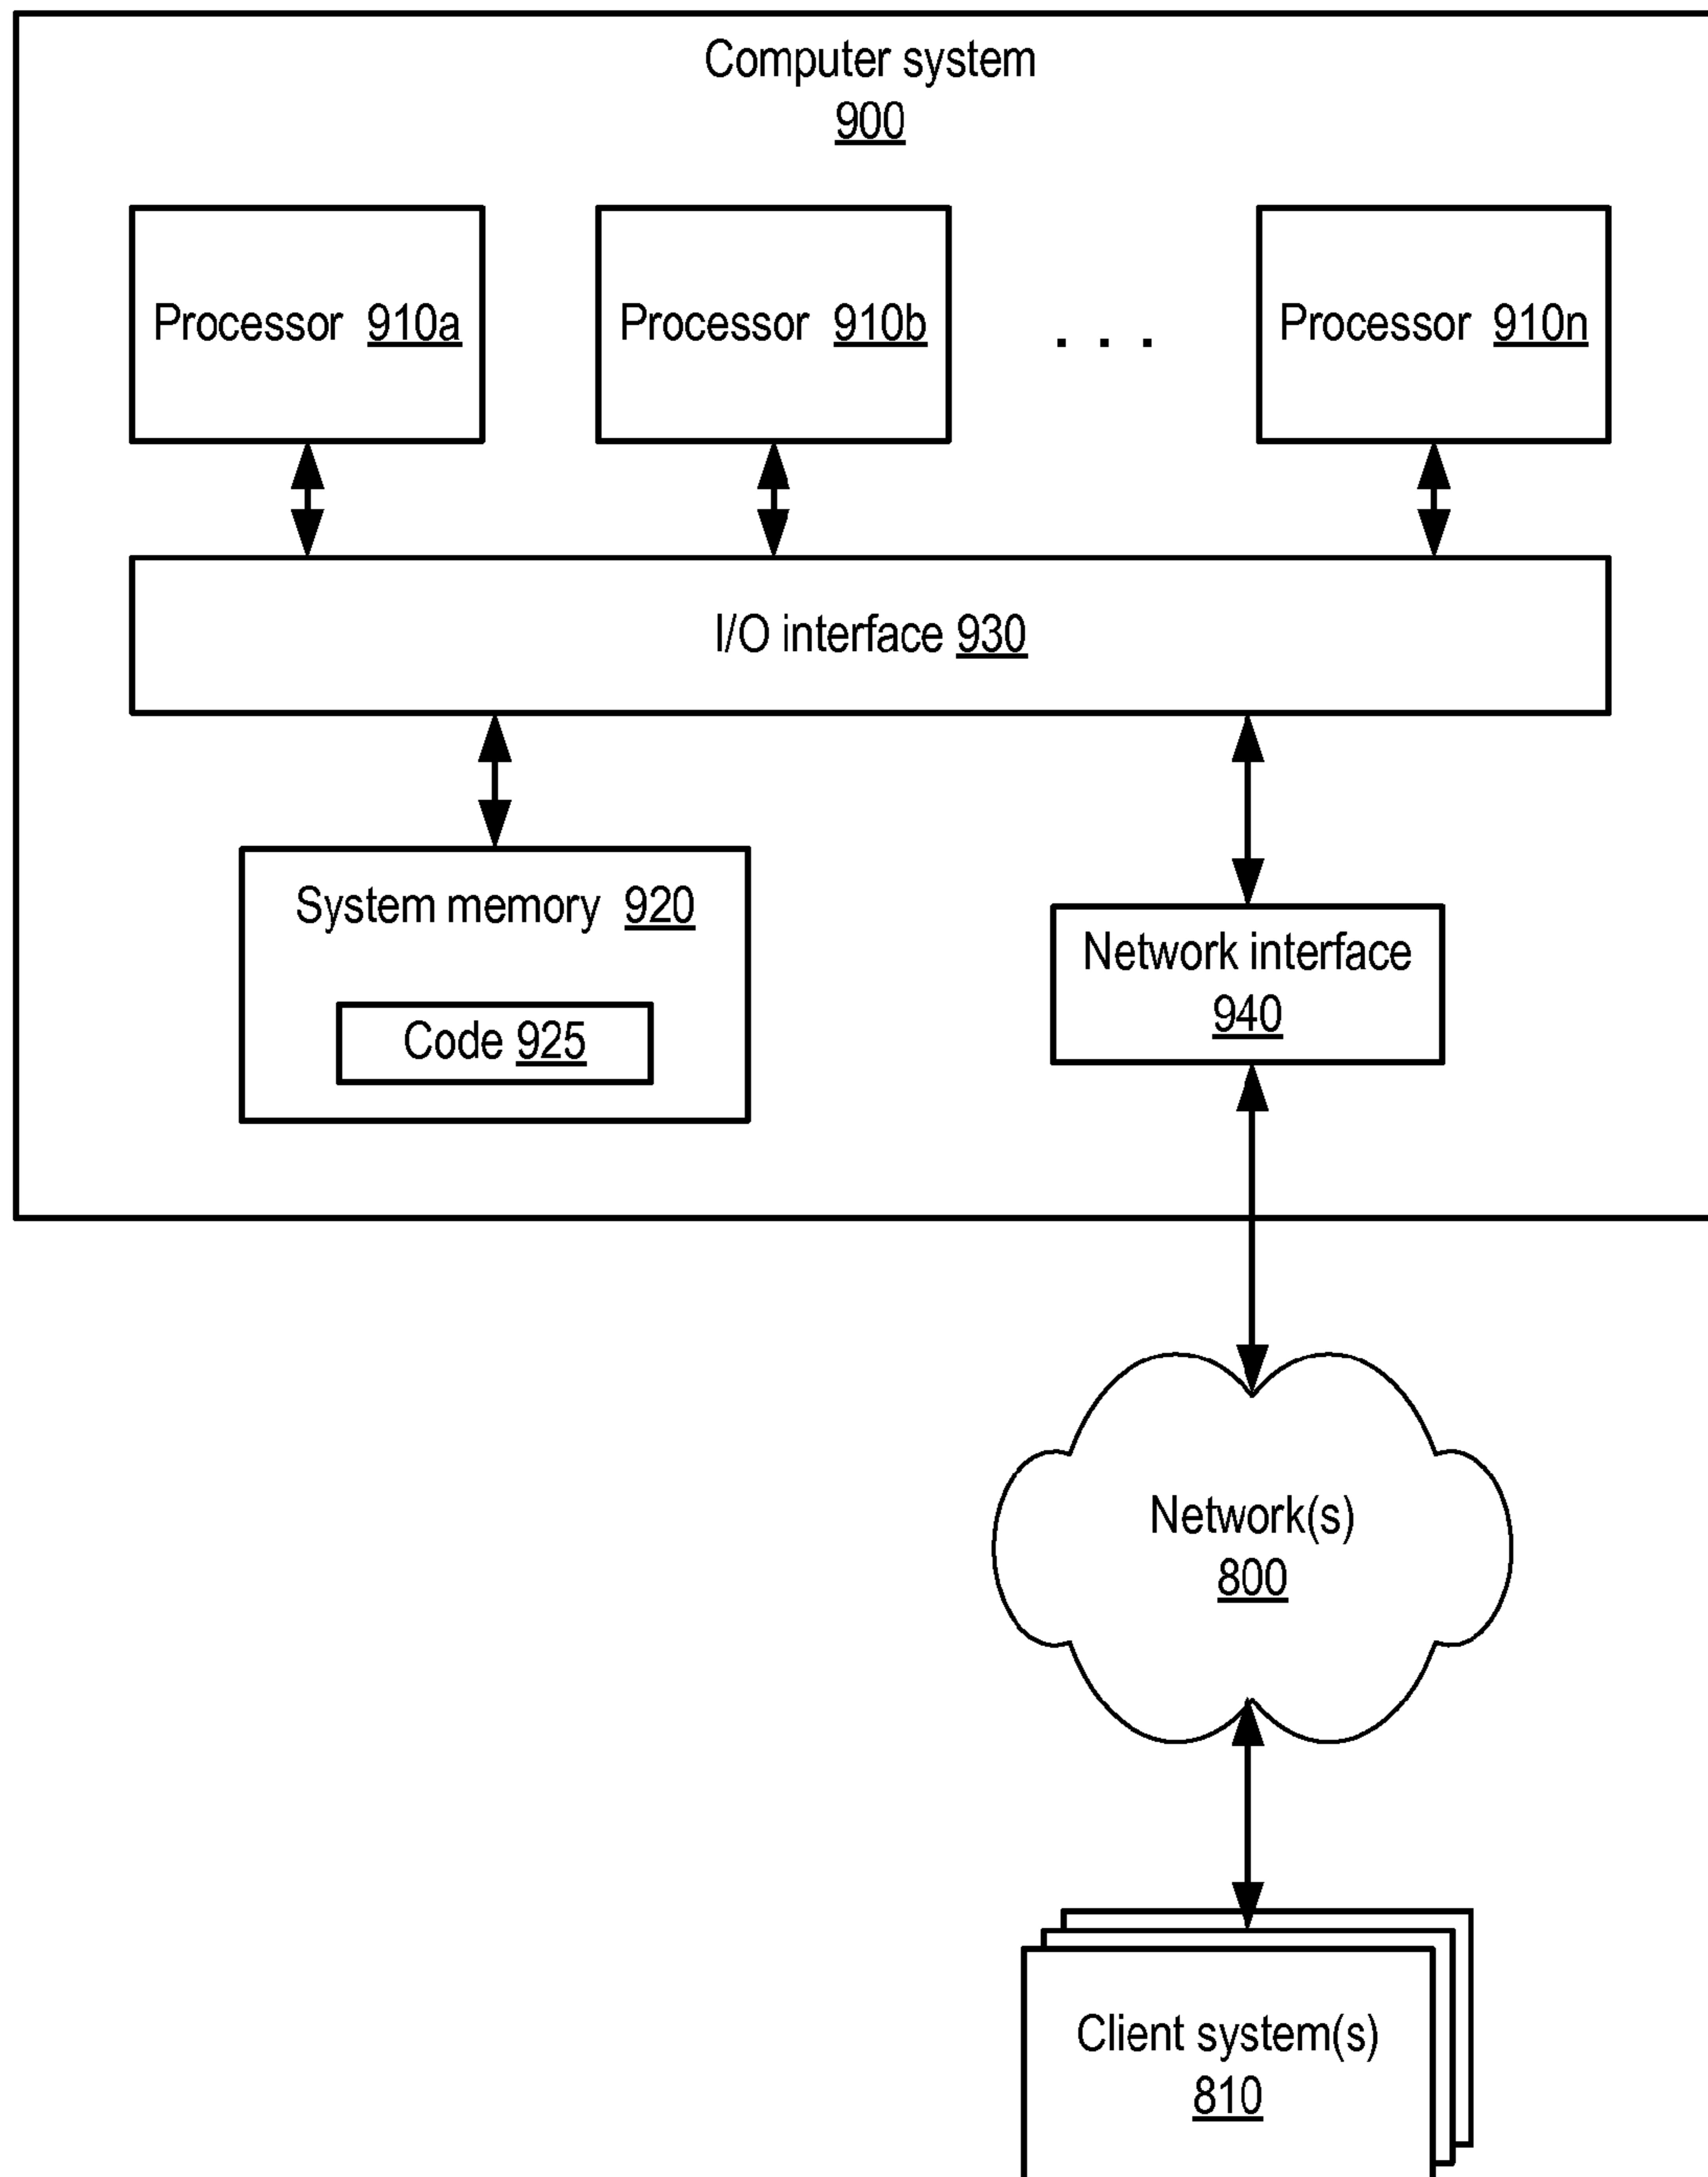 Computer system
900
Processor 910a
Processor 910b
. . .
Processor 910n
I/O interface 930
System memory 920
Code 925
Network interface
940
Network(s)
800
Client system(s)
810